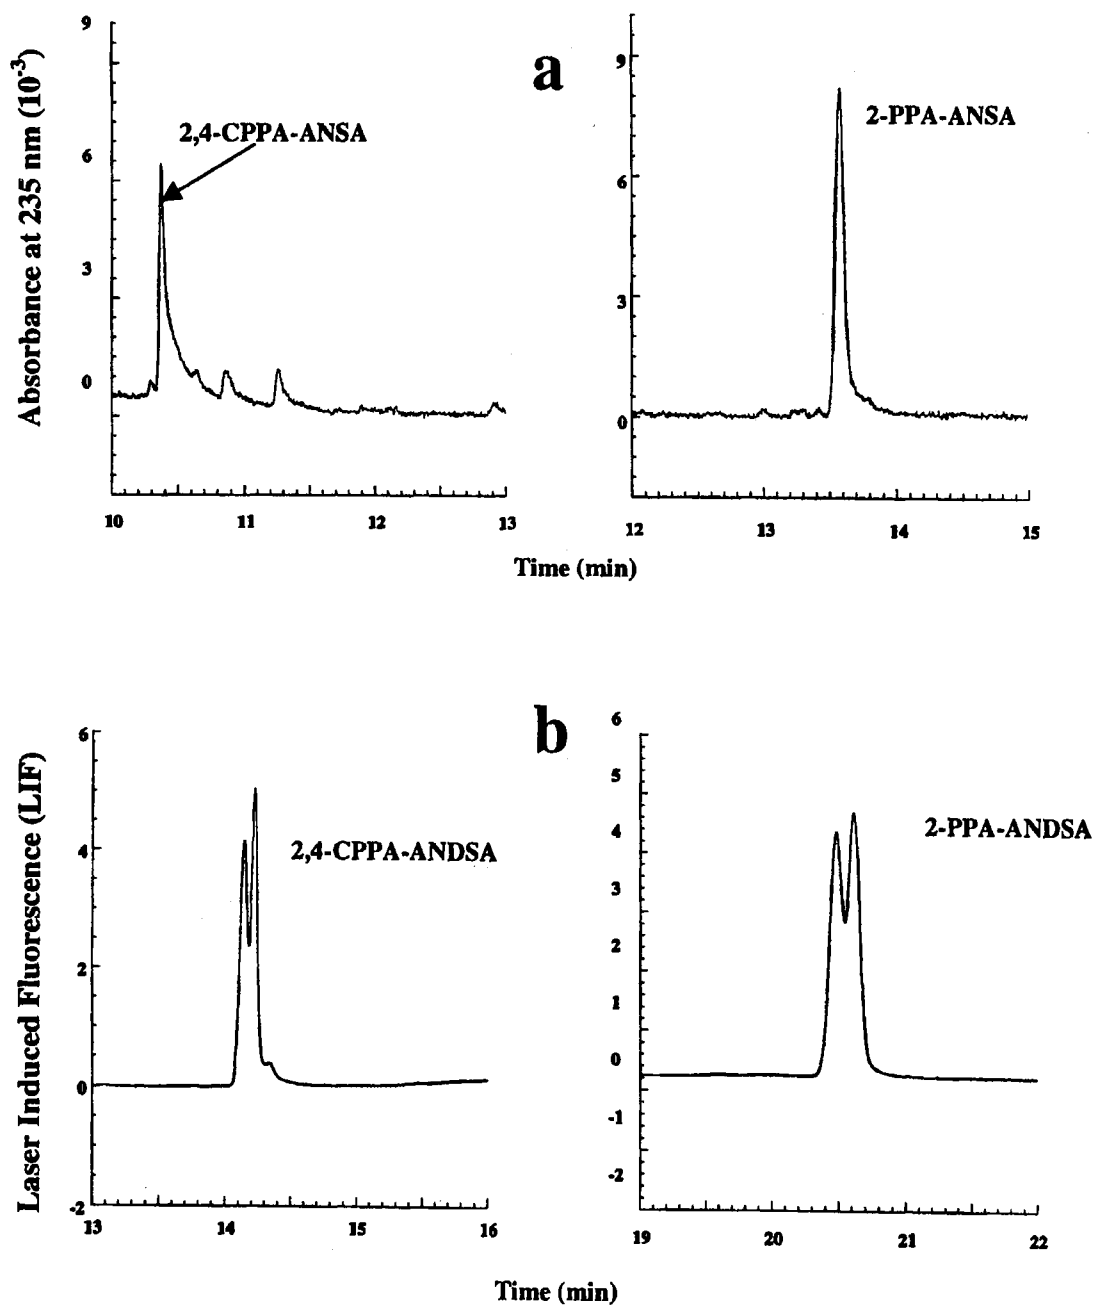 a
Absorbance at 235 nm (10-3)
9
6
3
0
2,4-CPPA-ANSA
10 11 12 13
9
6
3
0
2-PPA-ANSA
12 13 14 15
Time (min)
b
Laser Induced Fluorescence (LIF)
6
4
2
0
-2
2,4-CPPA-ANDSA
13 14 15 16
6
5
4
3
2
1
0
-1
-2
2-PPA-ANDSA
19 20 21 22
Time (min)